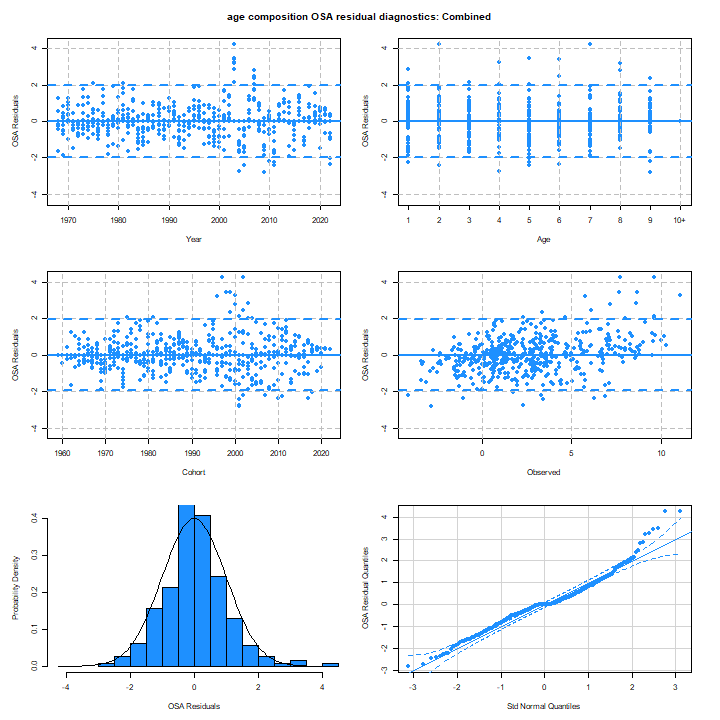 age composition OSA residual diagnostics: Combined
OSA Residuals
4
2
0
-2
-4
1970 1980 1990 2000 2010 2020
Year
OSA Residuals
4
2
0
-2
-4
1 2 3 4 5 6 7 8 9 10+
Age
OSA Residuals
4
2
0
-2
-4
1960 1970 1980 1990 2000 2010 2020
Cohort
OSA Residuals
4
2
0
-2
-4
0 5 10
Observed
Probability Density
0.4
0.3
0.2
0.1
0.0
-4 -2 0 2 4
OSA Residuals
OSA Residual Quantiles
4
3
2
1
0
-1
-2
-3
-3 -2 -1 0 1 2 3
Std Normal Quantiles